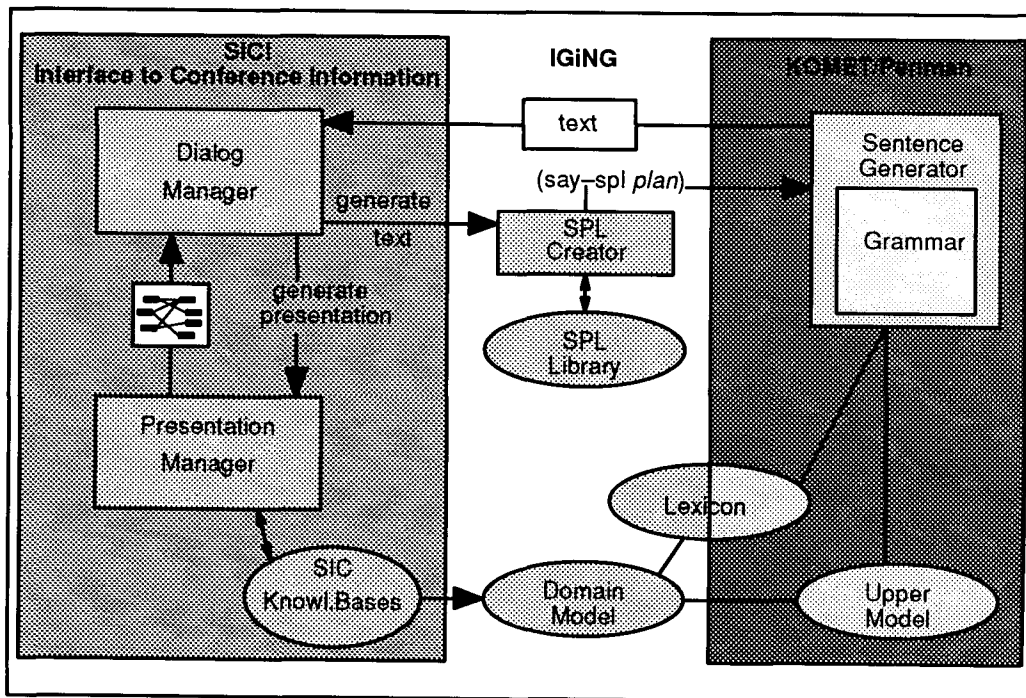 SIC!
Interface to Conference Information
IGiNG
KOMET-Penman
text
Dialog
Manager
Sentence
Generator
(say–spl plan)
generate
text
SPL
Creator
Grammar
generate
presentation
SPL
Library
Presentation
Manager
Lexicon
SIC
Knowl.Bases
Domain
Model
Upper
Model